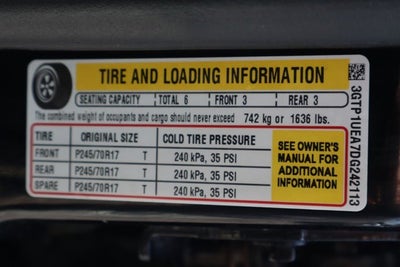 TIRE AND LOADING INFORMATION
SEATING CAPACITY TOTAL 6 FRONT 3 REAR 3
The combined weight of occupants and cargo should never exceed 742 kg or 1636 lbs.
TIRE ORIGINAL SIZE COLD TIRE PRESSURE
FRONT P245/70R17 T 240 kPa, 35 PSI
REAR P245/70R17 T 240 kPa, 35 PSI
SPARE P245/70R17 T 240 kPa, 35 PSI
SEE OWNER'S
MANUAL FOR
ADDITIONAL
INFORMATION
3GTP1UEA7DG242113